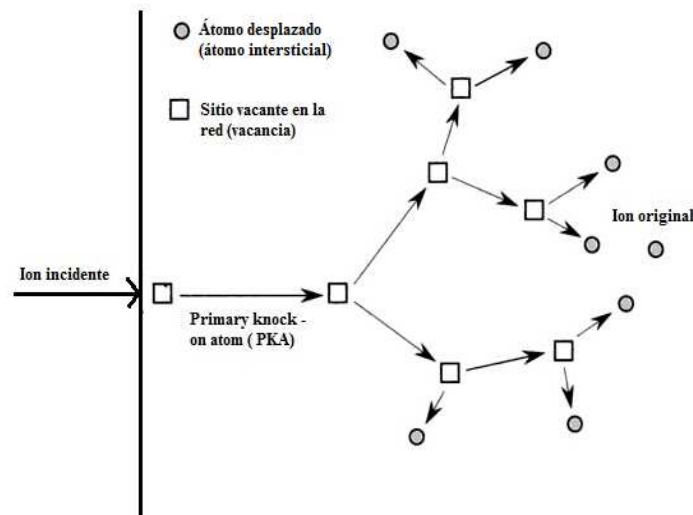 Átomo desplazado
(átomo intersticial)
Sitio vacante en la
red (vacancia)
Ion original
Ion incidente
Primary knock -
on atom ( PKA)